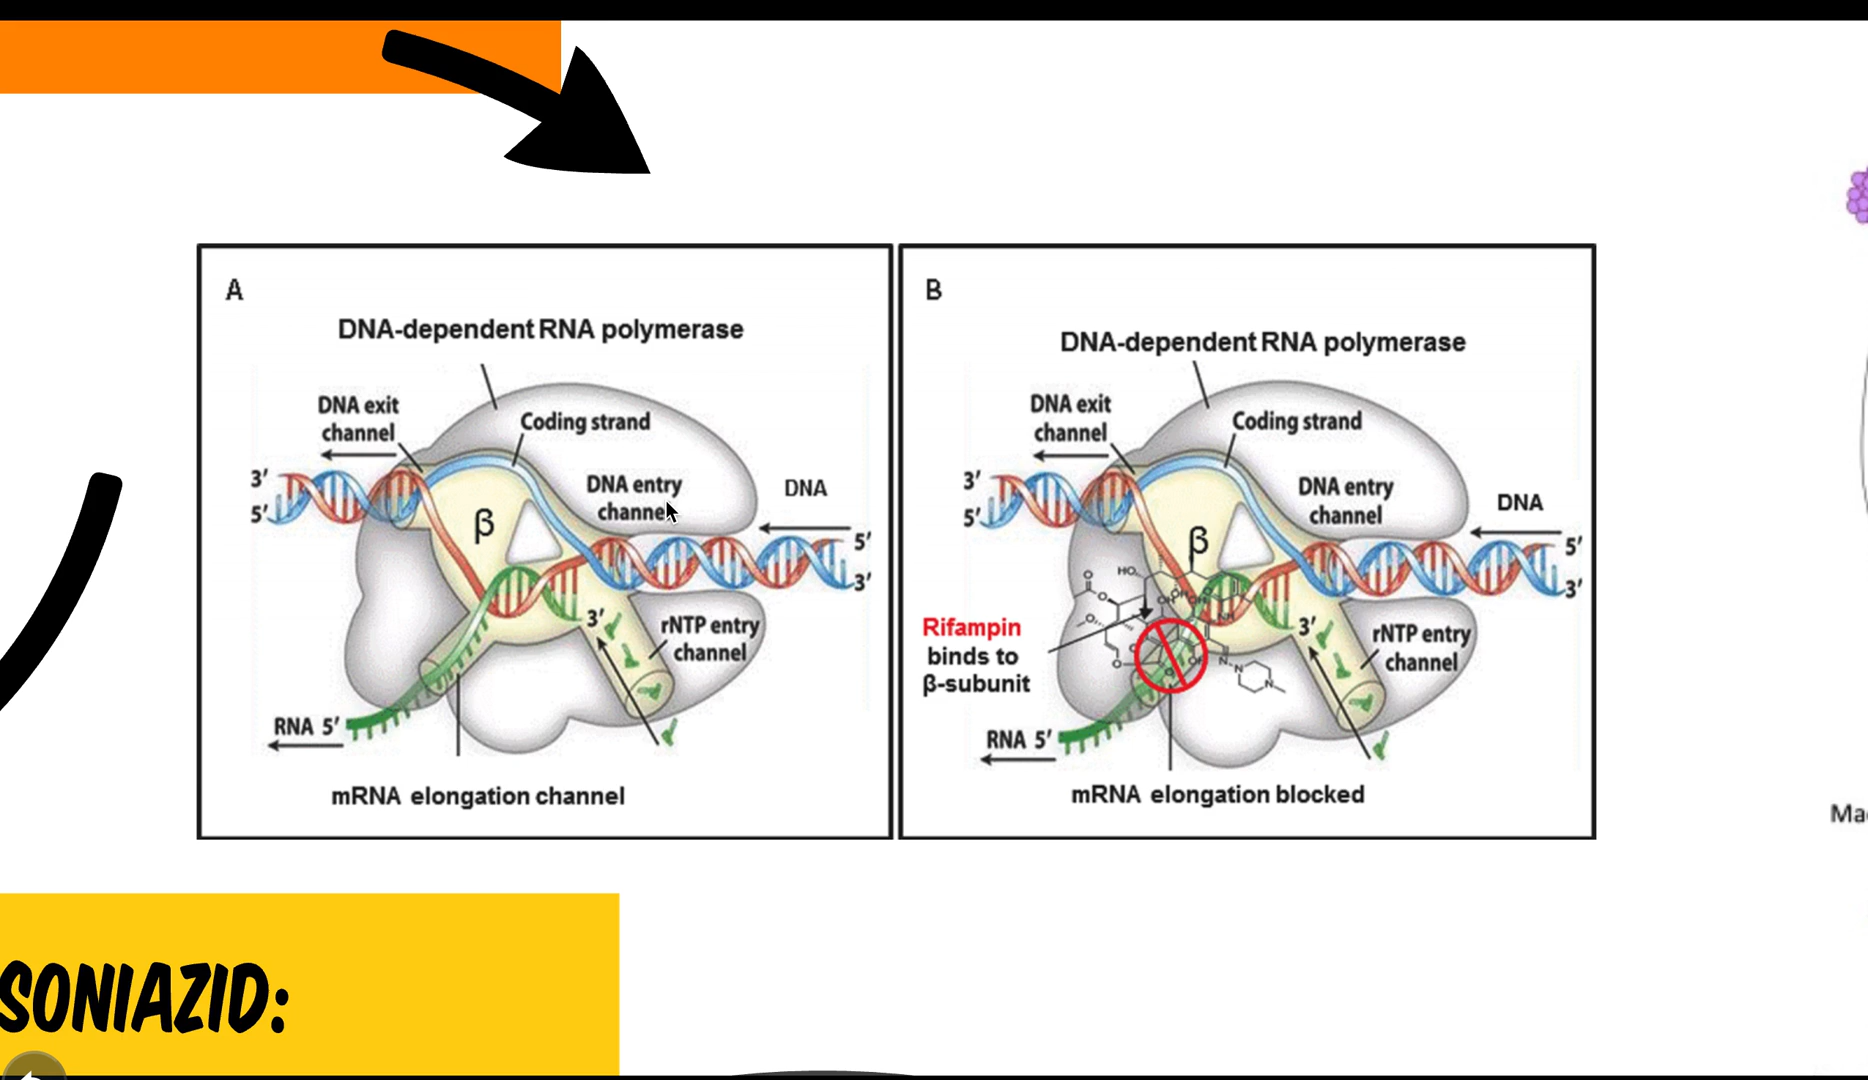 A
DNA-dependent RNA polymerase
DNA exit
channel
Coding strand
DNA entry
channel
DNA
3′
5′
β
5′
3′
3′
rNTP entry
channel
RNA 5′
mRNA elongation channel
B
DNA-dependent RNA polymerase
DNA exit
channel
Coding strand
DNA entry
channel
DNA
3′
5′
β
5′
3′
HO
Rifampin
binds to
β-subunit
3′
rNTP entry
channel
RNA 5′
mRNA elongation blocked
Ma
SONIAZID: